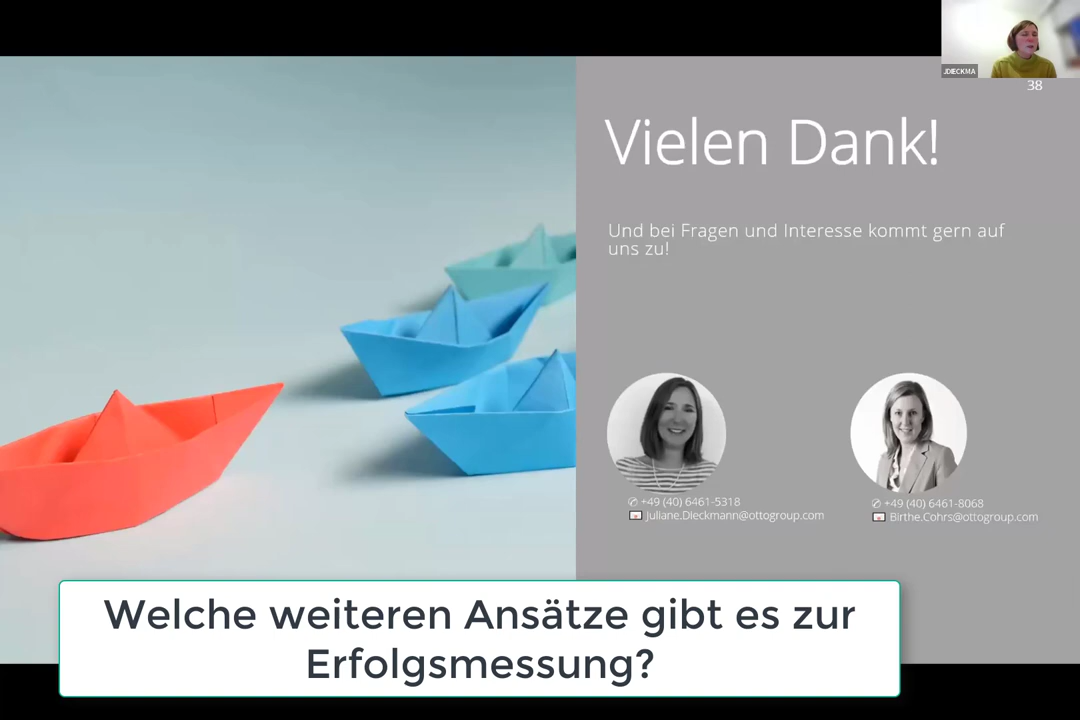 JDIECKMA
38
Vielen Dank!
Und bei Fragen und Interesse kommt gern auf
uns zu!
✆ +49 (40) 6461-5318
Juliane.Dieckmann@ottogroup.com
✆ +49 (40) 6461-8068
Birthe.Cohrs@ottogroup.com
Welche weiteren Ansätze gibt es zur
Erfolgsmessung?